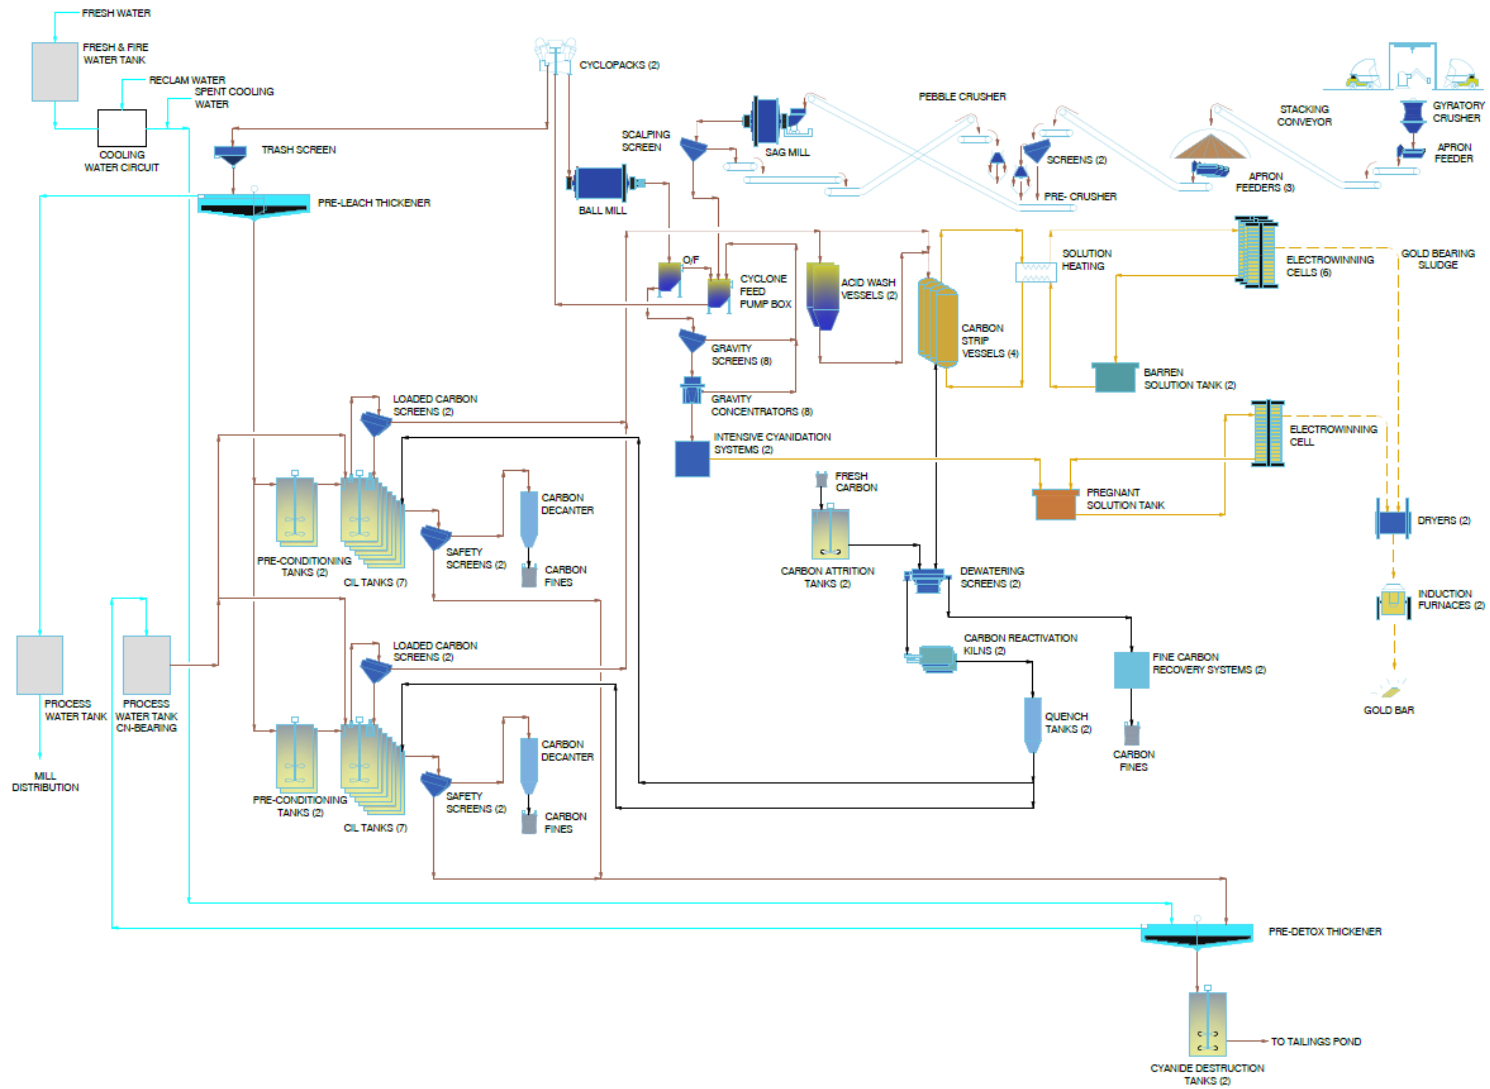 FRESH WATER
FRESH & FIRE
WATER TANK
RECLAM WATER
SPENT COOLING
WATER
COOLING
WATER CIRCUIT
TRASH SCREEN
PRE-LEACH THICKENER
CYCLOPACKS (2)
SCALPING
SCREEN
BALL MILL
SAG MILL
PEBBLE CRUSHER
SCREENS (2)
PRE- CRUSHER
STACKING
CONVEYOR
APRON
FEEDERS (3)
GYRATORY
CRUSHER
APRON
FEEDER
O/F
CYCLONE
FEED
PUMP BOX
ACID WASH
VESSELS (2)
CARBON
STRIP
VESSELS (4)
SOLUTION
HEATING
ELECTROWINNING
CELLS (6)
GOLD BEARING
SLUDGE
GRAVITY
SCREENS (8)
GRAVITY
CONCENTRATORS (8)
INTENSIVE CYANIDATION
SYSTEMS (2)
BARREN
SOLUTION TANK (2)
ELECTROWINNING
CELL
PREGNANT
SOLUTION TANK
DRYERS (2)
INDUCTION
FURNACES (2)
GOLD BAR
LOADED CARBON
SCREENS (2)
PRE-CONDITIONING
TANKS (2)
CIL TANKS (7)
SAFETY
SCREENS (2)
CARBON
DECANTER
CARBON
FINES
FRESH
CARBON
CARBON ATTRITION
TANKS (2)
DEWATERING
SCREENS (2)
CARBON REACTIVATION
KILNS (2)
FINE CARBON
RECOVERY SYSTEMS (2)
QUENCH
TANKS (2)
CARBON
FINES
PROCESS
WATER TANK
PROCESS
WATER TANK
CN-BEARING
MILL
DISTRIBUTION
LOADED CARBON
SCREENS (2)
PRE-CONDITIONING
TANKS (2)
CIL TANKS (7)
SAFETY
SCREENS (2)
CARBON
DECANTER
CARBON
FINES
PRE-DETOX THICKENER
TO TAILINGS POND
CYANIDE DESTRUCTION
TANKS (2)